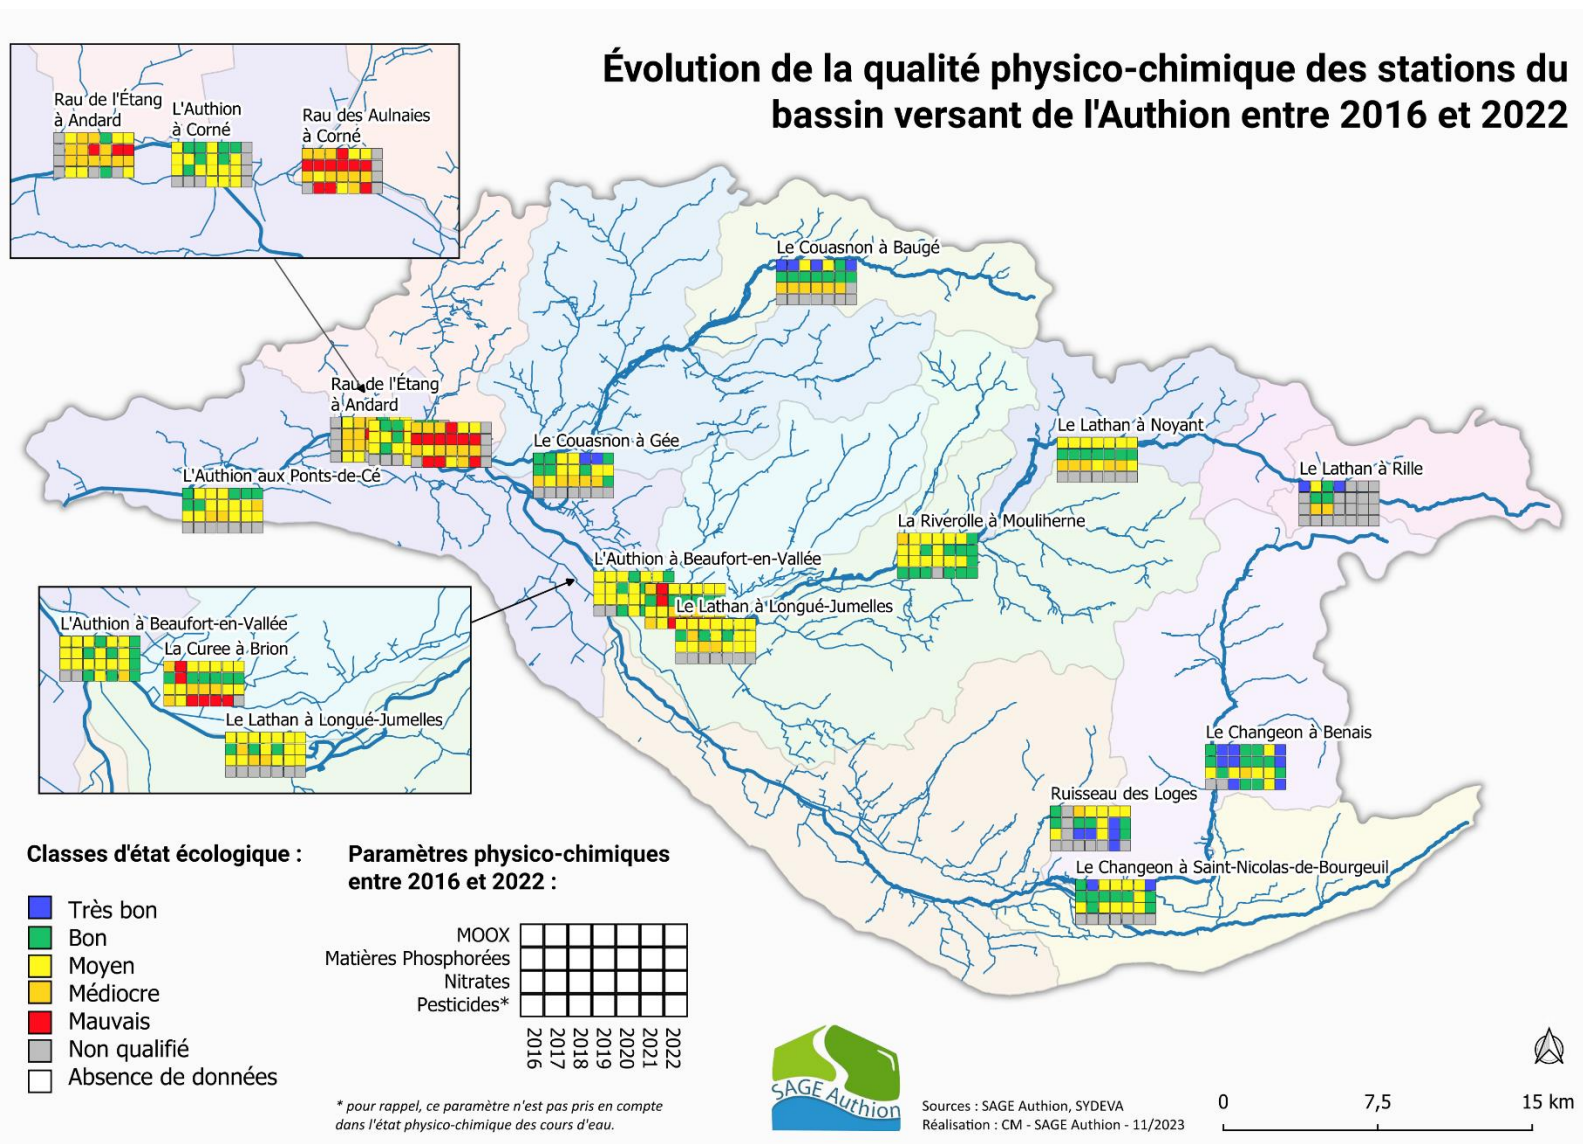 Évolution de la qualité physico-chimique des stations du
bassin versant de l'Authion entre 2016 et 2022
Rau de l'Étang
à Andard
L'Authion
à Corné
Rau des Aulnaies
à Corné
Le Couasnon à Baugé
Rau de l'Étang
à Andard
Le Couasnon à Gée
Le Lathan à Noyant
Le Lathan à Rille
L'Authion aux Ponts-de-Cé
La Riverolle à Mouliherne
L'Authion à Beaufort-en-Vallée
Le Lathan à Longué-Jumelles
L'Authion à Beaufort-en-Vallée
La Curee à Brion
Le Lathan à Longué-Jumelles
Le Changeon à Benais
Ruisseau des Loges
Le Changeon à Saint-Nicolas-de-Bourgeuil
Classes d'état écologique :
Très bon
Bon
Moyen
Médiocre
Mauvais
Non qualifié
Absence de données
Paramètres physico-chimiques
entre 2016 et 2022 :
MOOX
Matières Phosphorées
Nitrates
Pesticides*
2016
2017
2018
2019
2020
2021
2022
* pour rappel, ce paramètre n'est pas pris en compte
dans l'état physico-chimique des cours d'eau.
SAGE Authion
Sources : SAGE Authion, SYDEVA
Réalisation : CM - SAGE Authion - 11/2023
0 7,5 15 km